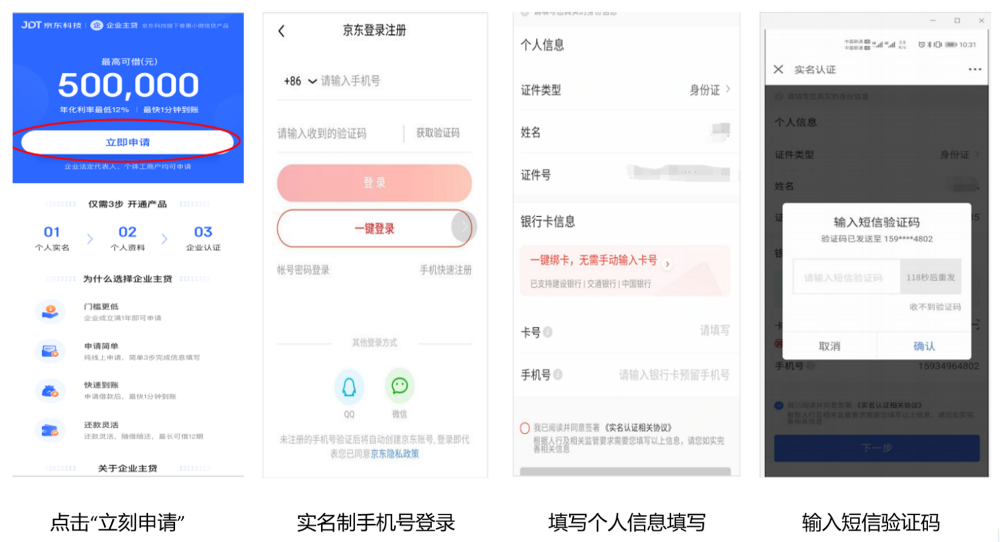 JDT 京东科技 | 企 企业主贷 京东科技旗下普惠小微信贷产品
最高可借(元)
500,000
年化利率最低12% | 最快1分钟到账
立即申请
企业法定代表人、个体工商户均可申请
仅需3步 开通产品
01 02 03
个人实名 个人资料 企业认证
为什么选择企业主贷
门槛更低
企业成立满1年即可申请
申请简单
纯线上申请，简单3步完成信息填写
快速到账
申请借款后，最快1分钟到账
还款灵活
还款灵活，随借随还，最长可借12期
关于企业主贷
点击“立刻申请”
京东登录注册
+86 请输入手机号
请输入收到的验证码 获取验证码
登录
一键登录
帐号密码登录 手机快速注册
其他登录方式
QQ 微信
未注册的手机号验证后将自动创建京东账号,登录即代
表您已同意京东隐私政策
实名制手机号登录
请填写您真实的身份信息
个人信息
证件类型 身份证
姓名
证件号
银行卡信息
一键绑卡，无需手动输入卡号
已支持建设银行 | 交通银行 | 中国银行
卡号 请填写
手机号 请输入银行卡预留手机号
我已阅读并同意签署《实名认证相关协议》
根据人行及相关监管要求需要您填写以上信息，请您如实完
善相关信息
填写个人信息填写
10:31
实名认证
请填写您真实的身份信息
个人信息
证件类型 身份证
姓名
输入短信验证码
验证码已发送至 159****4802
请输入短信验证码 118秒后重发
收不到验证码
取消 确认
手机号 15934964802
我已阅读并同意签署《实名认证相关协议》
根据人行及相关监管要求需要您填写以上信息，请您如实完
善相关信息
下一步
输入短信验证码